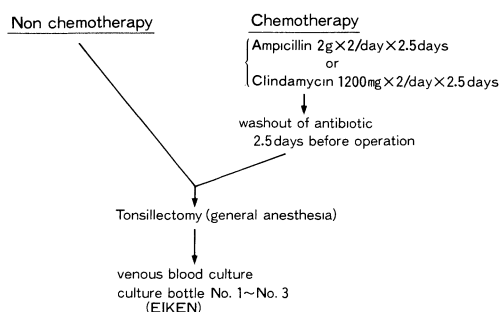 Non chemotherapy
Chemotherapy
Ampicillin 2g×2/day×2.5days
or
Clindamycin 1200mg×2/day×2.5days
washout of antibiotic
2.5days before operation
Tonsillectomy (general anesthesia)
venous blood culture
culture bottle No. 1~No. 3
(EIKEN)